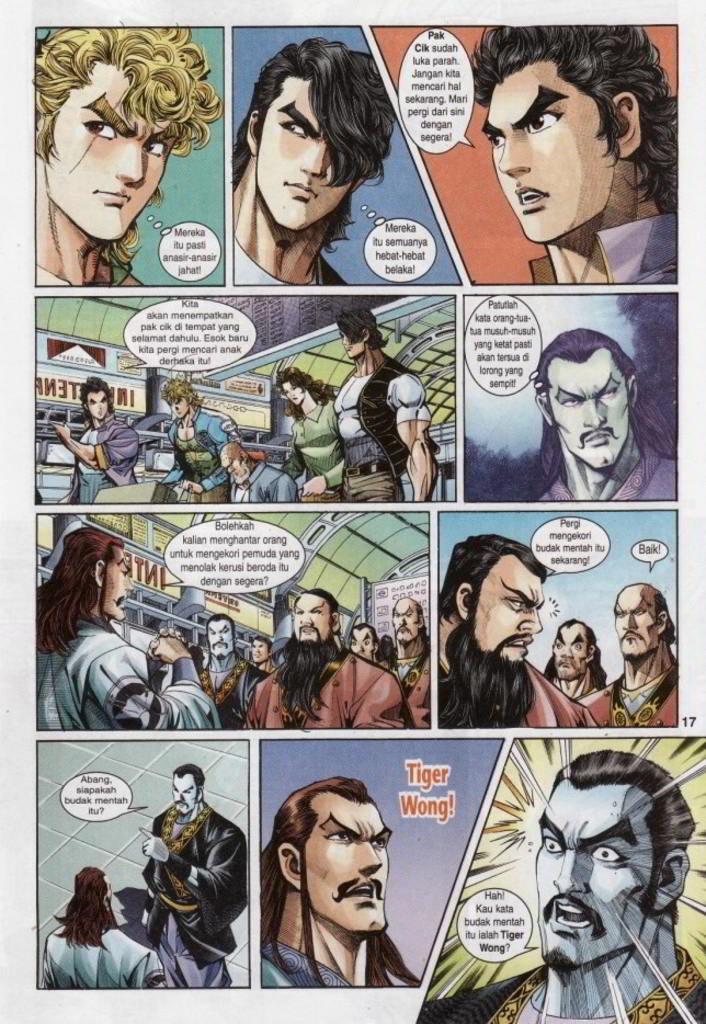 Mereka
itu pasti
anasir-anasir
jahat!
Mereka
itu semuanya
hebat-hebat
belaka!
Pak
Cik sudah
luka parah.
Jangan kita
mencari hal
sekarang. Mari
pergi dari sini
dengan
segera!
Kita
akan menempatkan
pak cik di tempat yang
selamat dahulu. Esok baru
kita pergi mencari anak
derhaka itu!
Patutlah
kata orang-tua-
tua musuh-musuh
yang ketat pasti
akan tersua di
lorong yang
sempit!
Bolehkah
kalian menghantar orang
untuk mengekori pemuda yang
menolak kerusi beroda itu
dengan segera?
INTE
Pergi
mengekori
budak mentah itu
sekarang!
Baik!
17
Abang,
siapakah
budak mentah
itu?
Tiger
Wong!
Hah!
Kau kata
budak mentah
itu ialah Tiger
Wong?